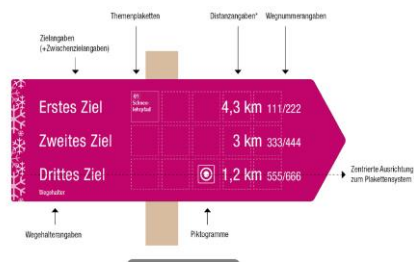 Themenplaketten
Distanzangaben*
Wegnummerangaben
Zielangaben
(+Zwischenzielangaben)
Erstes Ziel
4,3 km 111/222
Zweites Ziel
3 km 333/444
Drittes Ziel
1,2 km 555/666
Wegehalter
Zentrierte Ausrichtung
zum Plakettensystem
Wegehalterangaben
Piktogramme